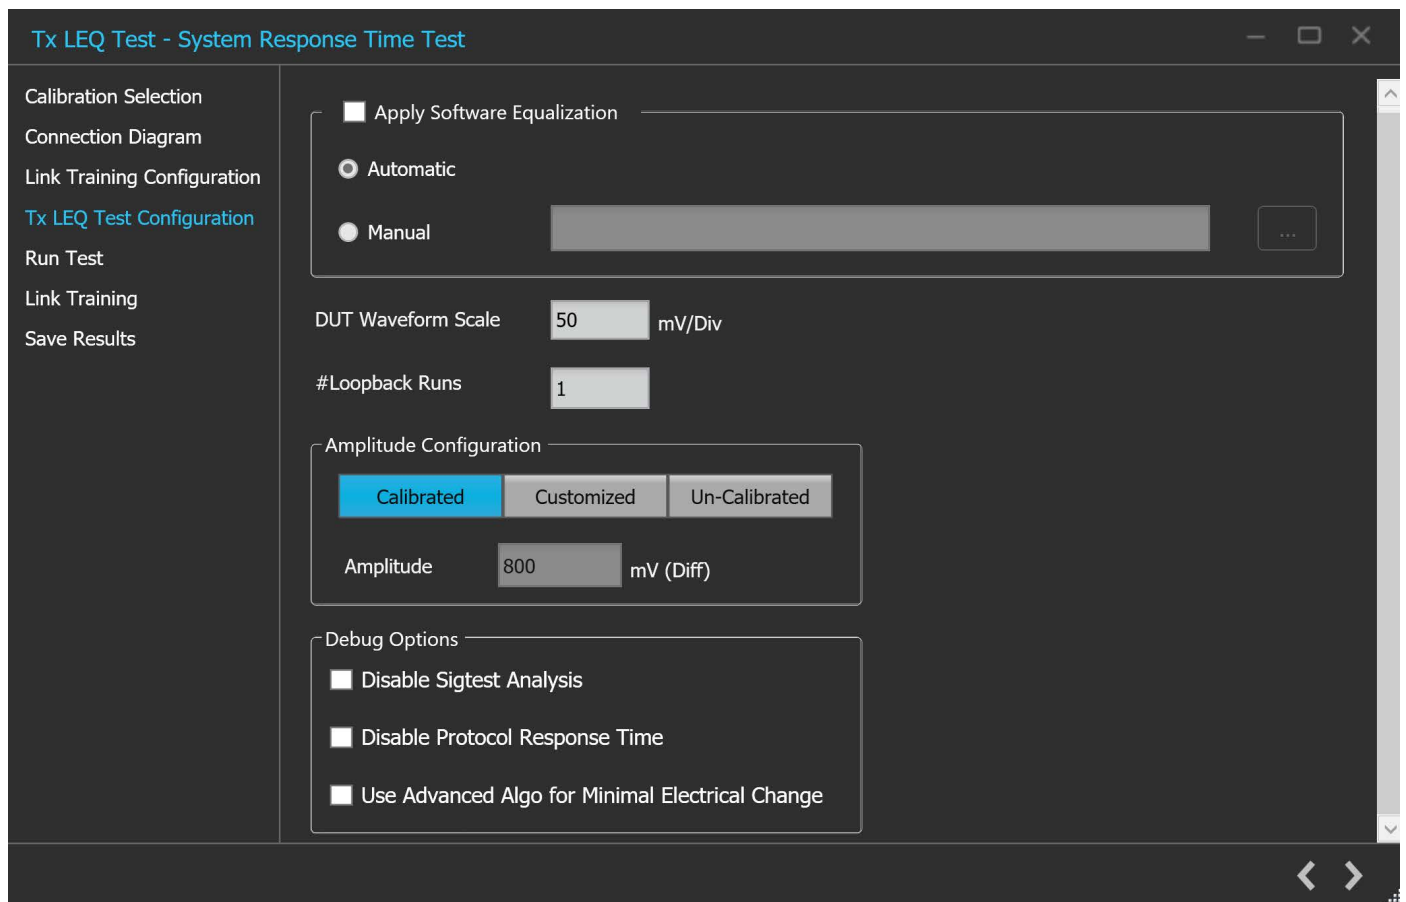 Tx LEQ Test - System Response Time Test
Calibration Selection
Connection Diagram
Link Training Configuration
Tx LEQ Test Configuration
Run Test
Link Training
Save Results
Apply Software Equalization
Automatic
Manual
...
DUT Waveform Scale 50 mV/Div
#Loopback Runs 1
Amplitude Configuration
Calibrated Customized Un-Calibrated
Amplitude 800 mV (Diff)
Debug Options
Disable Sigtest Analysis
Disable Protocol Response Time
Use Advanced Algo for Minimal Electrical Change